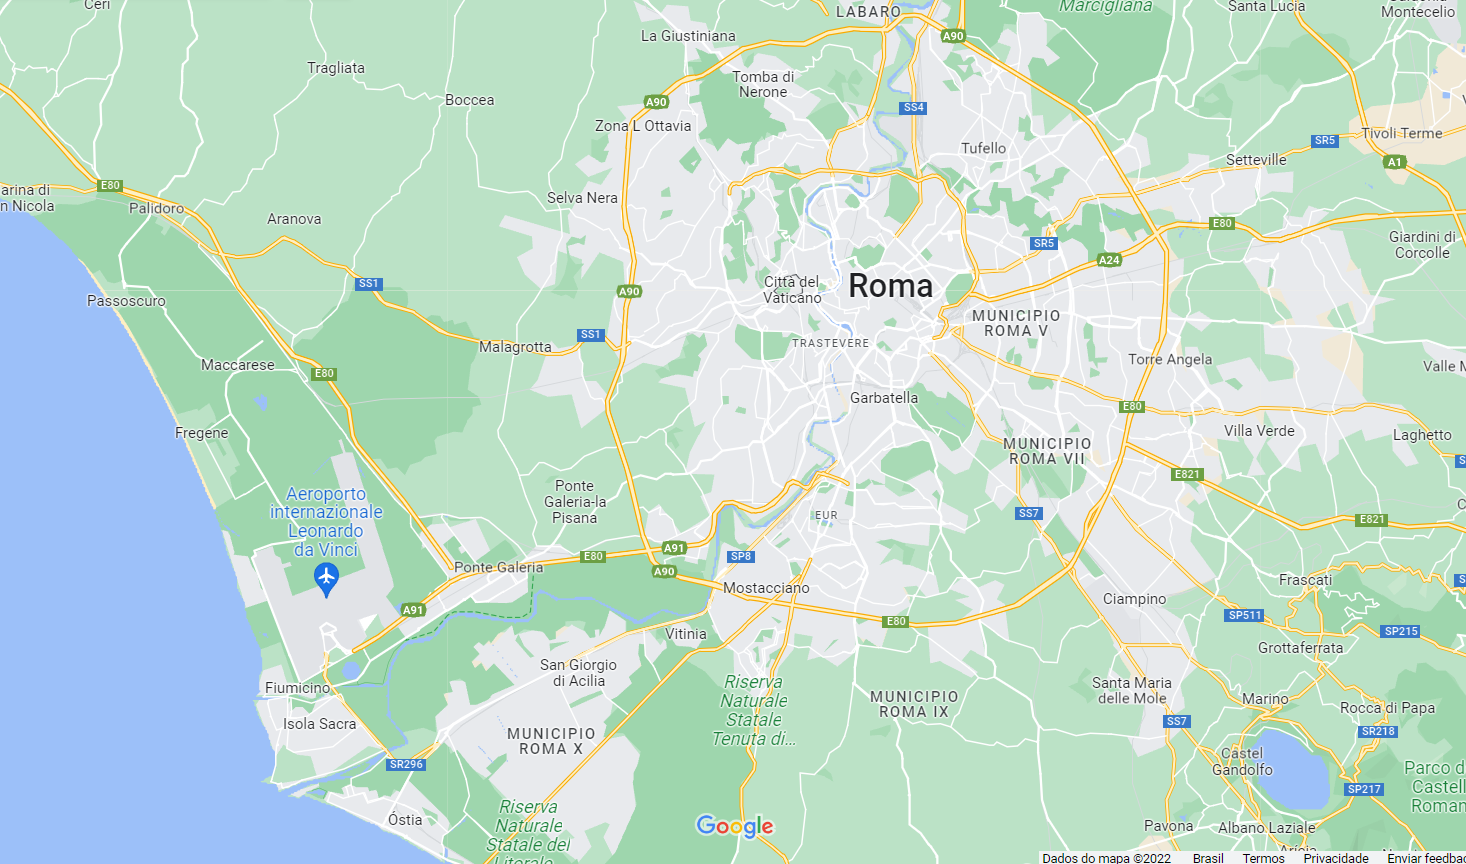 Ceri
LABARO
Marcigliana
Santa Lucia
Montecelio
La Giustiniana
A90
Tragliata
Tomba di
Nerone
Boccea
A90
SS4
Zona L Ottavia
Tufello
SR5
Tivoli Terme
Setteville
A1
E80
arina di
n Nicola
Palidoro
Selva Nera
Aranova
E80
SR5
Giardini di
Corcolle
A24
SS1
A90
Città del
Vaticano
Roma
Passoscuro
MUNICIPIO
ROMA V
SS1
Malagrotta
TRASTEVERE
Torre Angela
Maccarese
E80
Valle M
Garbatella
E80
Fregene
MUNICIPIO
ROMA VII
Villa Verde
Laghetto
E821
Aeroporto
internazionale
Leonardo
da Vinci
Ponte
Galeria-la
Pisana
EUR
SS7
E821
E80
A91
SP8
A90
Ponte Galeria
Mostacciano
Frascati
A91
Ciampino
E80
SP511
SP215
Vitinia
Grottaferrata
San Giorgio
di Acilia
Fiumicino
Riserva
Naturale
Statale
Tenuta di...
MUNICIPIO
ROMA IX
Santa Maria
delle Mole
Marino
Rocca di Papa
Isola Sacra
SS7
SR218
MUNICIPIO
ROMA X
SR296
Castel
Gandolfo
Parco d
Castell
Roman
SP217
Óstia
Riserva
Naturale
Statale del
Litorale
Google
Pavona
Albano Laziale
Ariccia
Dados do mapa ©2022 Brasil Termos Privacidade Enviar feedbac